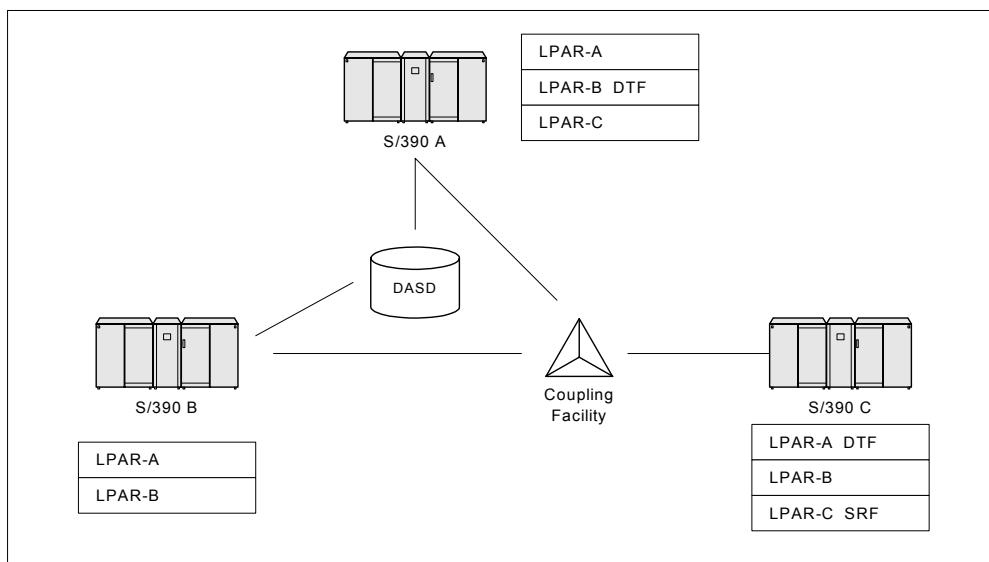 LPAR-A
LPAR-B DTF
LPAR-C
S/390 A
DASD
S/390 B
Coupling
Facility
S/390 C
LPAR-A
LPAR-B
LPAR-A DTF
LPAR-B
LPAR-C SRF